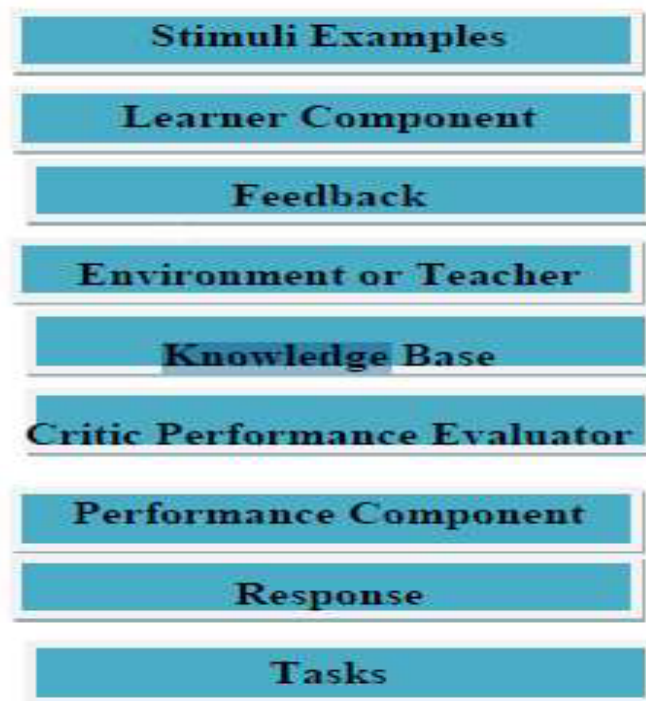 Stimuli Examples
Learner Component
Feedback
Environment or Teacher
Knowledge Base
Critic Performance Evaluator
Performance Component
Response
Tasks